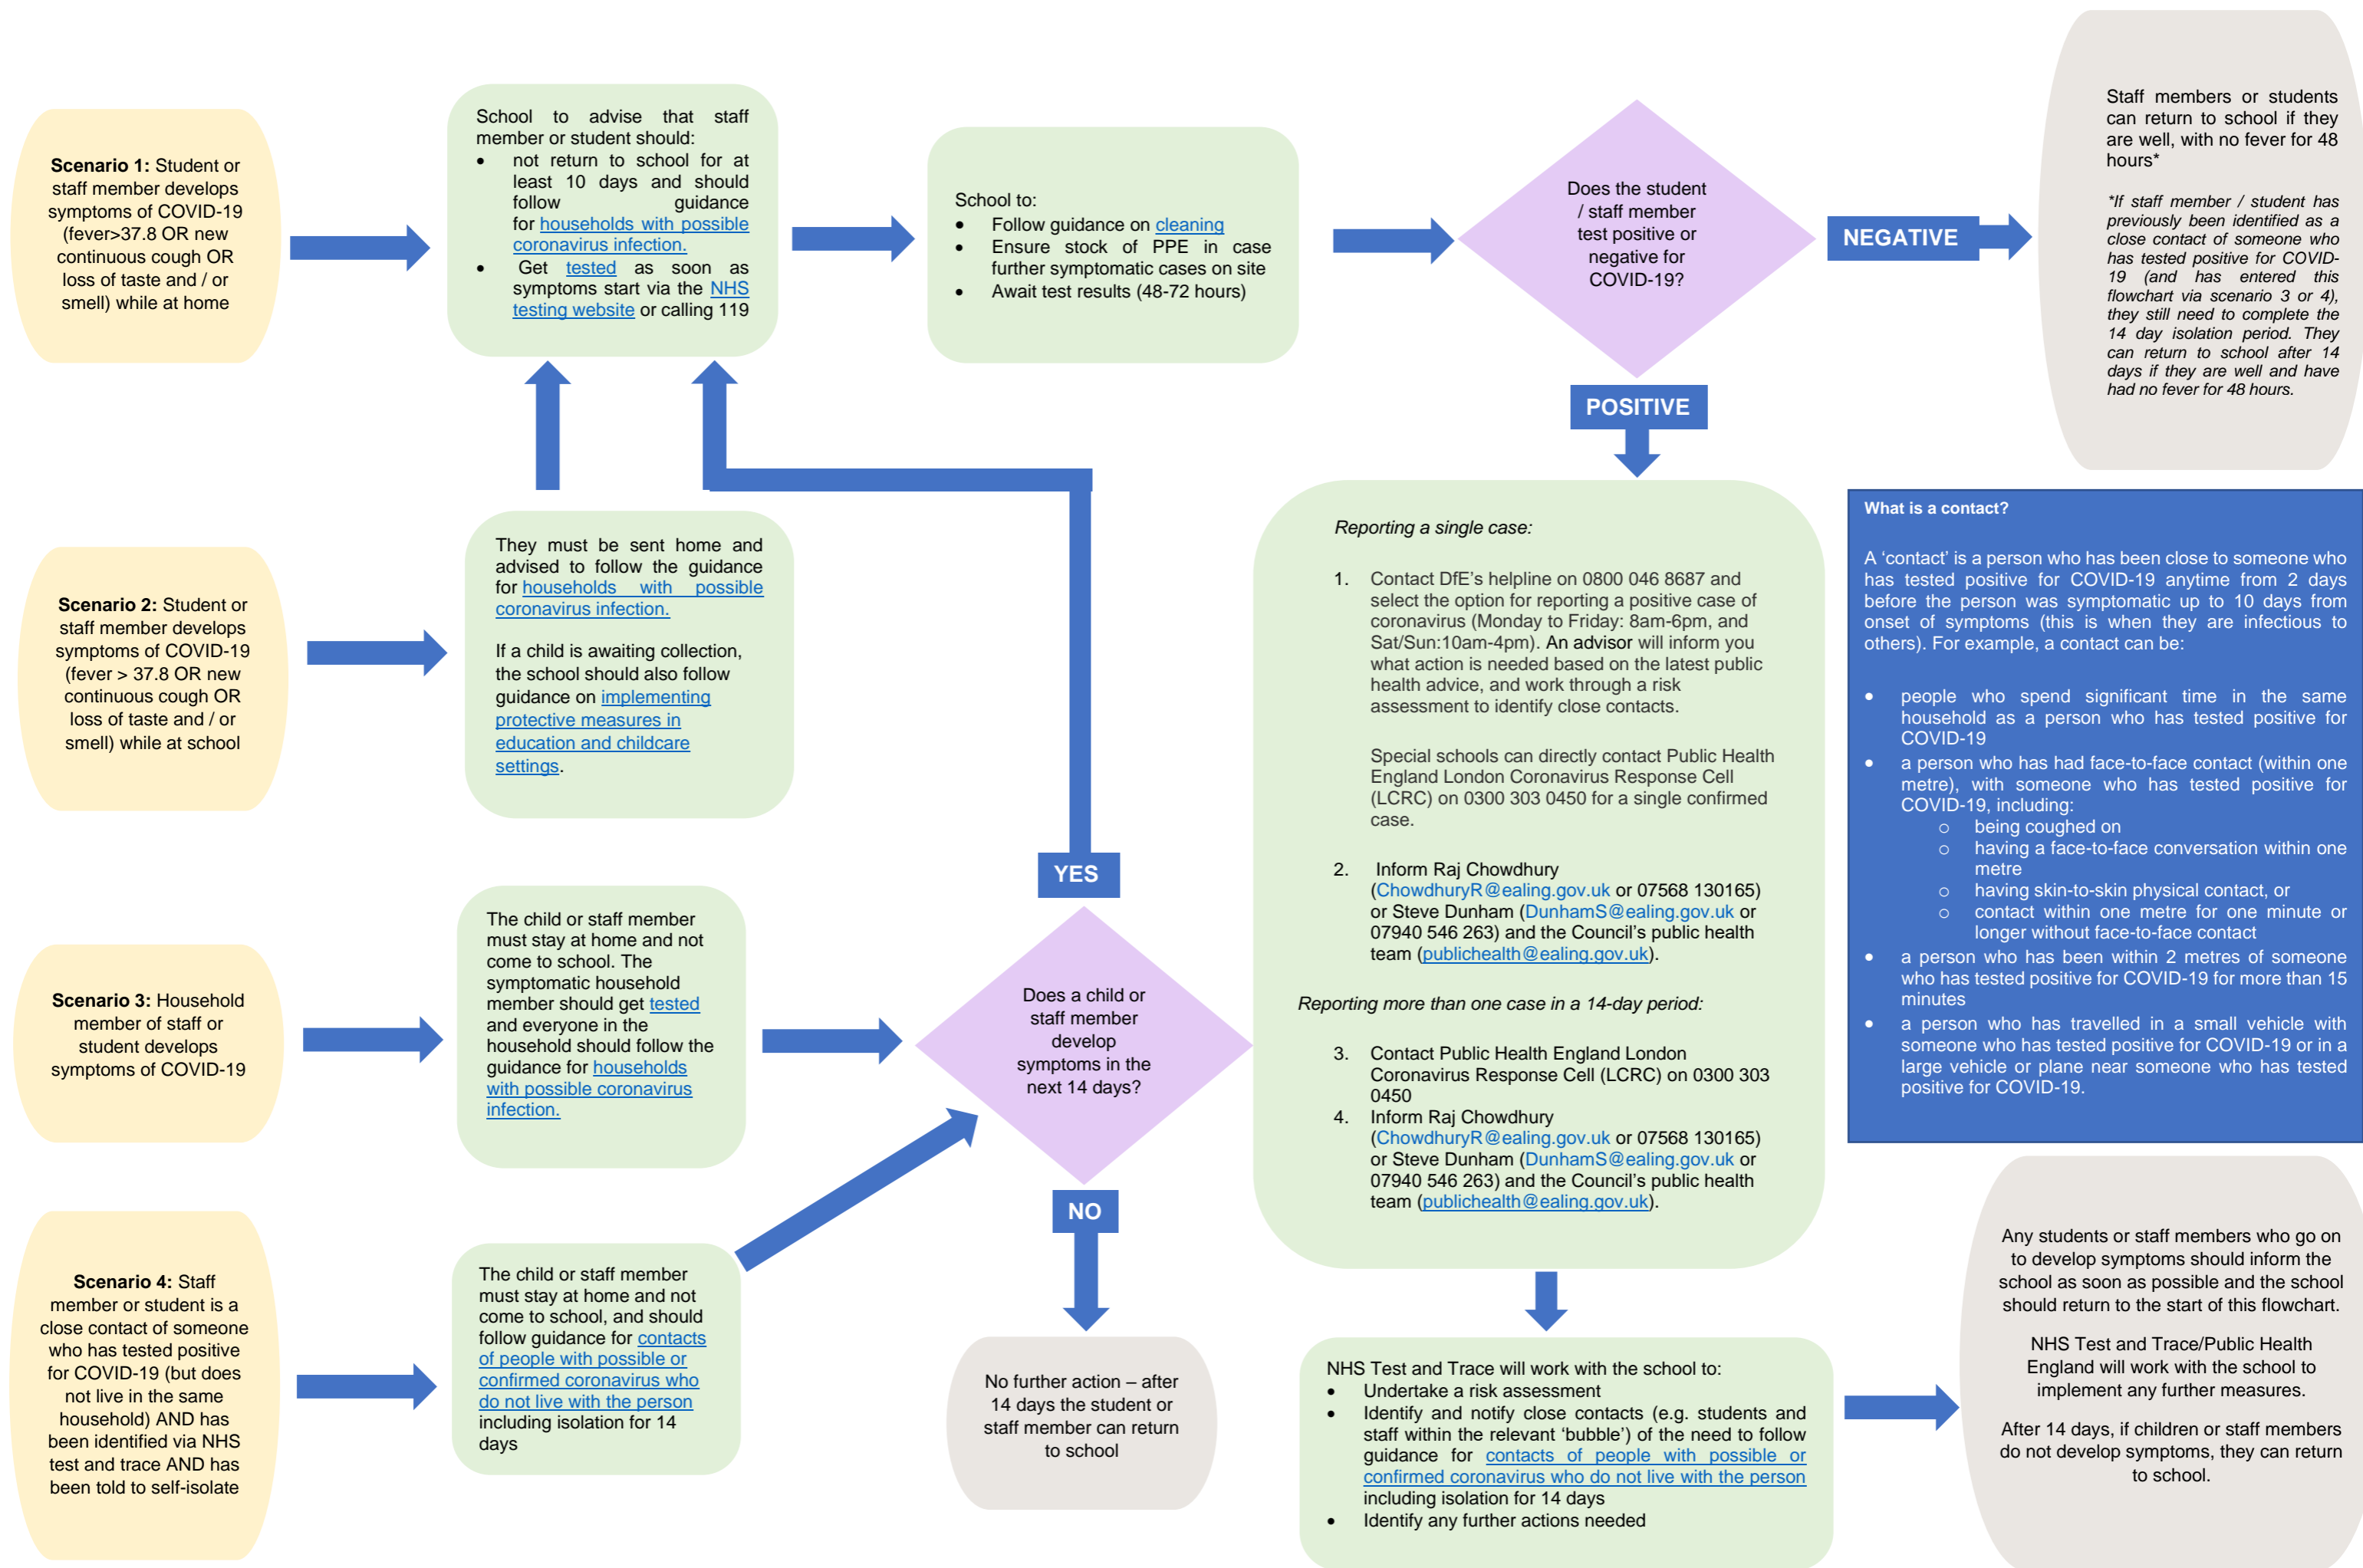 Scenario 1: Student or
staff member develops
symptoms of COVID-19
(fever>37.8 OR new
continuous cough OR
loss of taste and / or
smell) while at home
School to advise that staff
member or student should:
• not return to school for at
least 10 days and should
follow guidance
for households with possible
coronavirus infection.
• Get tested as soon as
symptoms start via the NHS
testing website or calling 119
School to:
• Follow guidance on cleaning
• Ensure stock of PPE in case
further symptomatic cases on site
• Await test results (48-72 hours)
Does the student
/ staff member
test positive or
negative for
COVID-19?
NEGATIVE
Staff members or students
can return to school if they
are well, with no fever for 48
hours*
*If staff member / student has
previously been identified as a
close contact of someone who
has tested positive for COVID-
19 (and has entered this
flowchart via scenario 3 or 4),
they still need to complete the
14 day isolation period. They
can return to school after 14
days if they are well and have
had no fever for 48 hours.
POSITIVE
Scenario 2: Student or
staff member develops
symptoms of COVID-19
(fever > 37.8 OR new
continuous cough OR
loss of taste and / or
smell) while at school
They must be sent home and
advised to follow the guidance
for households with possible
coronavirus infection.
If a child is awaiting collection,
the school should also follow
guidance on implementing
protective measures in
education and childcare
settings.
Reporting a single case:
1. Contact DfE's helpline on 0800 046 8687 and
select the option for reporting a positive case of
coronavirus (Monday to Friday: 8am-6pm, and
Sat/Sun:10am-4pm). An advisor will inform you
what action is needed based on the latest public
health advice, and work through a risk
assessment to identify close contacts.
Special schools can directly contact Public Health
England London Coronavirus Response Cell
(LCRC) on 0300 303 0450 for a single confirmed
case.
2. Inform Raj Chowdhury
(ChowdhuryR@ealing.gov.uk or 07568 130165)
or Steve Dunham (DunhamS@ealing.gov.uk or
07940 546 263) and the Council's public health
team (publichealth@ealing.gov.uk).
Reporting more than one case in a 14-day period:
3. Contact Public Health England London
Coronavirus Response Cell (LCRC) on 0300 303
0450
4. Inform Raj Chowdhury
(ChowdhuryR@ealing.gov.uk or 07568 130165)
or Steve Dunham (DunhamS@ealing.gov.uk or
07940 546 263) and the Council's public health
team (publichealth@ealing.gov.uk).
What is a contact?
A 'contact' is a person who has been close to someone who
has tested positive for COVID-19 anytime from 2 days
before the person was symptomatic up to 10 days from
onset of symptoms (this is when they are infectious to
others). For example, a contact can be:
• people who spend significant time in the same
household as a person who has tested positive for
COVID-19
• a person who has had face-to-face contact (within one
metre), with someone who has tested positive for
COVID-19, including:
o being coughed on
o having a face-to-face conversation within one
metre
o having skin-to-skin physical contact, or
o contact within one metre for one minute or
longer without face-to-face contact
• a person who has been within 2 metres of someone
who has tested positive for COVID-19 for more than 15
minutes
• a person who has travelled in a small vehicle with
someone who has tested positive for COVID-19 or in a
large vehicle or plane near someone who has tested
positive for COVID-19.
YES
Scenario 3: Household
member of staff or
student develops
symptoms of COVID-19
The child or staff member
must stay at home and not
come to school. The
symptomatic household
member should get tested
and everyone in the
household should follow the
guidance for households
with possible coronavirus
infection.
Does a child or
staff member
develop
symptoms in the
next 14 days?
NO
Scenario 4: Staff
member or student is a
close contact of someone
who has tested positive
for COVID-19 (but does
not live in the same
household) AND has
been identified via NHS
test and trace AND has
been told to self-isolate
The child or staff member
must stay at home and not
come to school, and should
follow guidance for contacts
of people with possible or
confirmed coronavirus who
do not live with the person
including isolation for 14
days
No further action – after
14 days the student or
staff member can return
to school
NHS Test and Trace will work with the school to:
• Undertake a risk assessment
• Identify and notify close contacts (e.g. students and
staff within the relevant 'bubble') of the need to follow
guidance for contacts of people with possible or
confirmed coronavirus who do not live with the person
including isolation for 14 days
• Identify any further actions needed
Any students or staff members who go on
to develop symptoms should inform the
school as soon as possible and the school
should return to the start of this flowchart.
NHS Test and Trace/Public Health
England will work with the school to
implement any further measures.
After 14 days, if children or staff members
do not develop symptoms, they can return
to school.